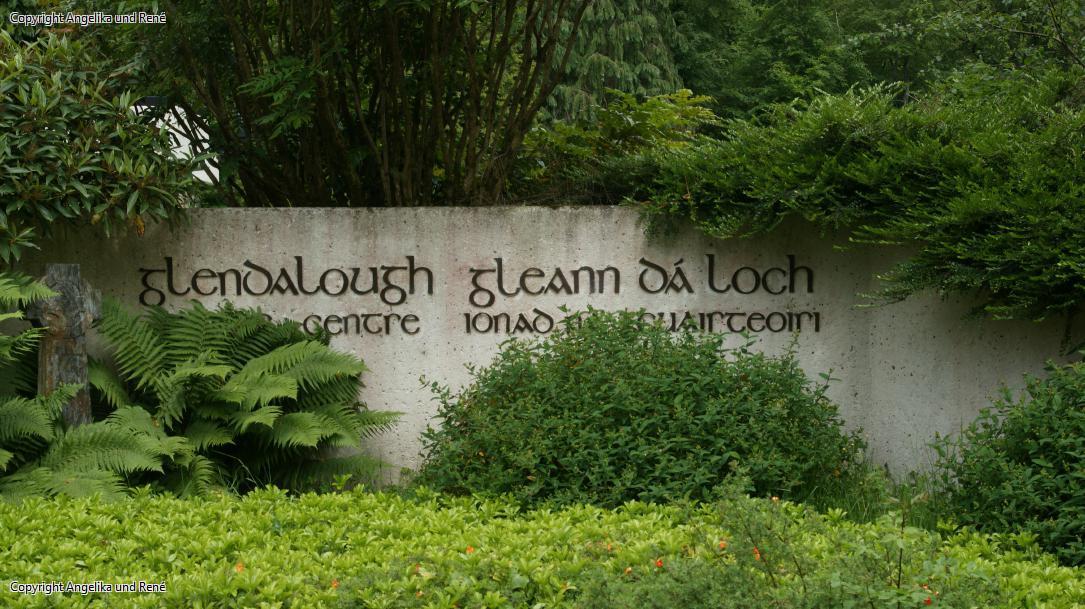 Copyright Angelika und René
Glendalough Gleann Dá Loch
Centre Ionad
Copyright Angelika und René